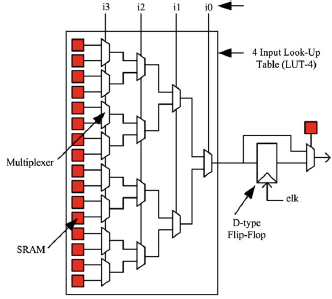 i3 i2 i1 i0
4 Input Look-Up
Table (LUT-4)
Multiplexer
SRAM
D-type
Flip-Flop
clk